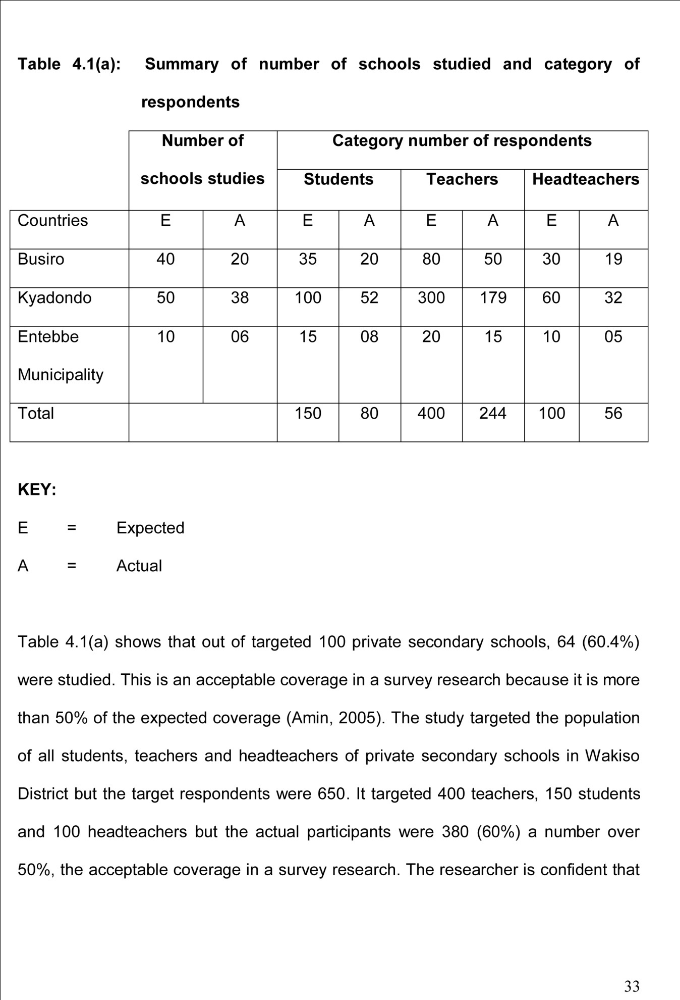 Table 4.1(a): Summary of number of schools studied and category of
respondents
Number of Category number of respondents
schools studies Students Teachers Headteachers
Countries E A E A E A E A
Busiro 40 20 35 20 80 50 30 19
Kyadondo 50 38 100 52 300 179 60 32
Entebbe 10 06 15 08 20 15 10 05
Municipality
Total 150 80 400 244 100 56
KEY:
E = Expected
A = Actual
Table 4.1(a) shows that out of targeted 100 private secondary schools, 64 (60.4%)
were studied. This is an acceptable coverage in a survey research because it is more
than 50% of the expected coverage (Amin, 2005). The study targeted the population
of all students, teachers and headteachers of private secondary schools in Wakiso
District but the target respondents were 650. It targeted 400 teachers, 150 students
and 100 headteachers but the actual participants were 380 (60%) a number over
50%, the acceptable coverage in a survey research. The researcher is confident that
33